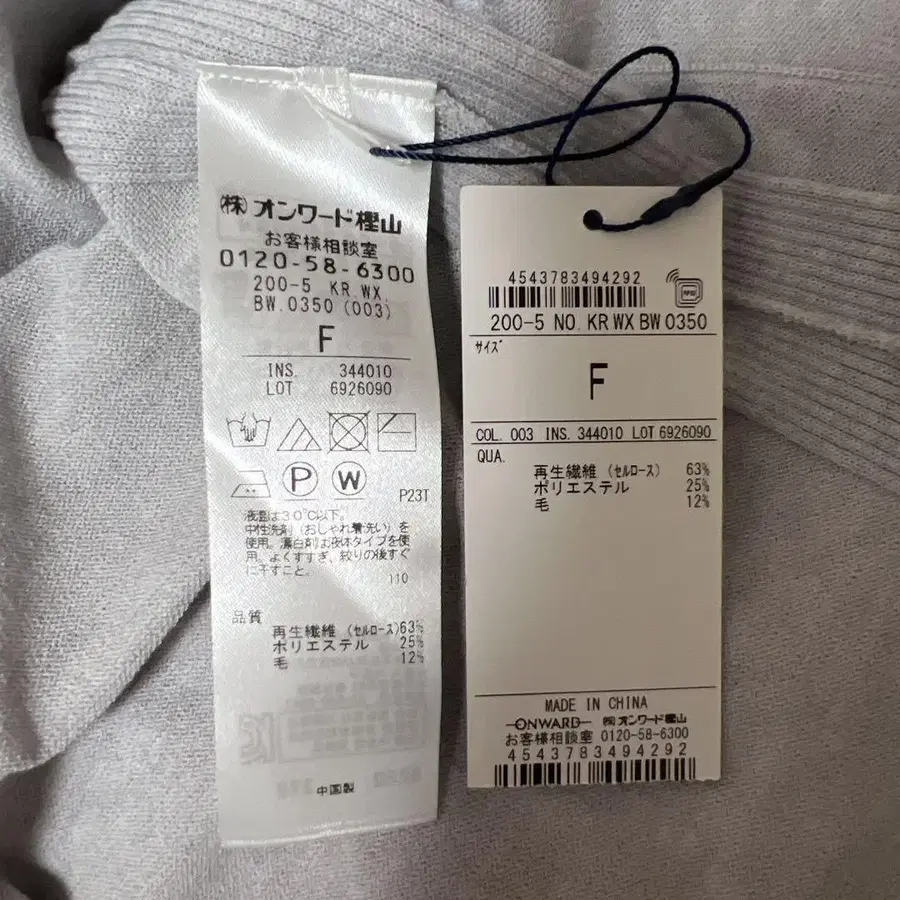 ㈱オンワード樫山
お客様相談室
0120-58-6300
200-5 KR.WX.
BW.0350 (003)
F
INS. 344010
LOT 6926090
P W
P23T
液温は30℃以下。
中性洗剤(おしゃれ着洗い)を
使用。漂白剤は液体タイプを使
用。よくすすぎ、絞りの後すぐ
に干すこと。
110
品質
再生繊維 (セルロース) 63%
ポリエステル 25%
毛 12%
中国製
4543783494292
RFID
200-5 NO. KR WX BW 0350
サイズ
F
COL. 003 INS. 344010 LOT 6926090
QUA.
再生繊維 (セルロース) 63%
ポリエステル 25%
毛 12%
MADE IN CHINA
ONWARD ㈱オンワード樫山
お客様相談室 0120-58-6300
4543783494292